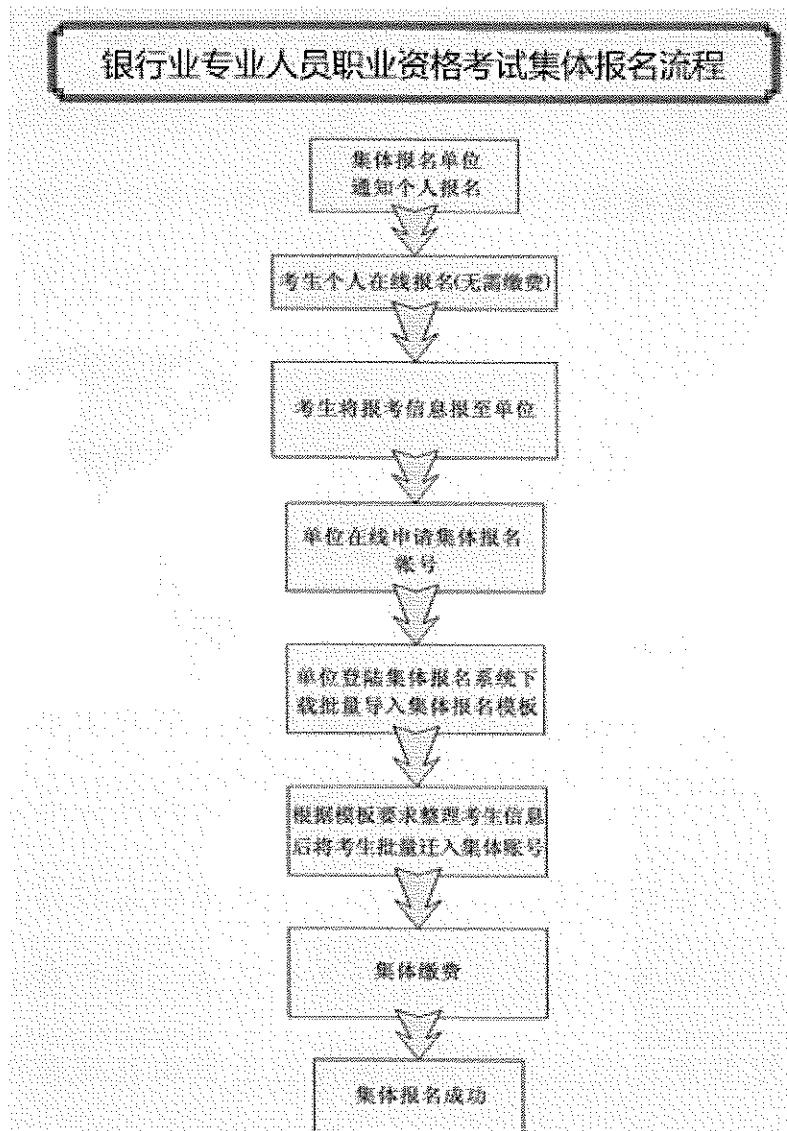 银行业专业人员职业资格考试集体报名流程
集体报名单位
通知个人报名
考生个人在线报名(无需缴费)
考生将报考信息报至单位
单位在线申请集体报名
帐号
单位登陆集体报名系统下
载批量导入集体报名模板
根据模板要求整理考生信息
后将考生批量迁入集体账号
集体缴费
集体报名成功